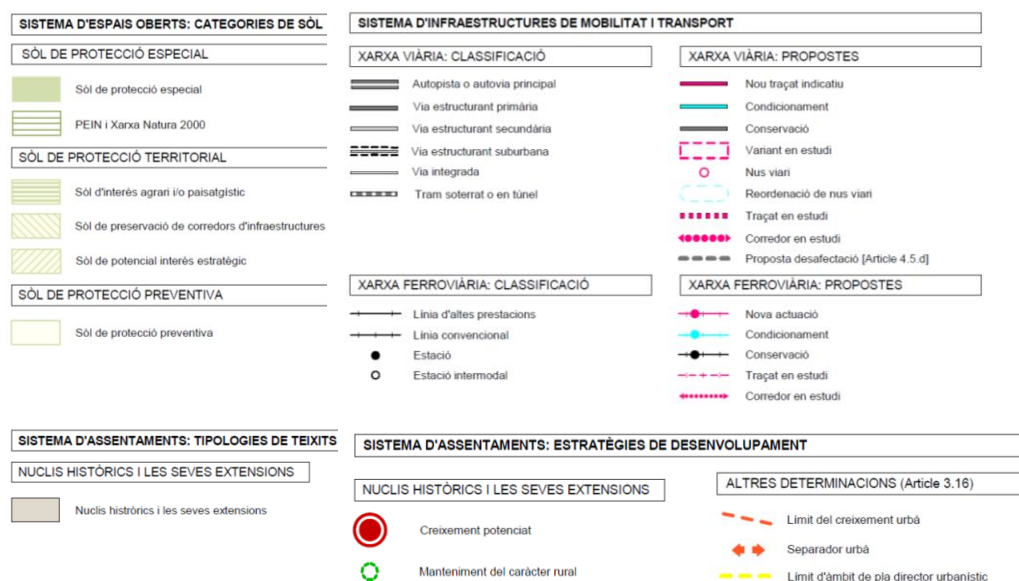 SISTEMA D'ESPAIS OBERTS: CATEGORIES DE SÒL
SÒL DE PROTECCIÓ ESPECIAL
Sòl de protecció especial
PEIN i Xarxa Natura 2000
SÒL DE PROTECCIÓ TERRITORIAL
Sòl d'interès agrari i/o paisatgístic
Sòl de preservació de corredors d'infraestructures
Sòl de potencial interès estratègic
SÒL DE PROTECCIÓ PREVENTIVA
Sòl de protecció preventiva
SISTEMA D'INFRAESTRUCTURES DE MOBILITAT I TRANSPORT
XARXA VIÀRIA: CLASSIFICACIÓ
Autopista o autovia principal
Via estructurant primària
Via estructurant secundària
Via estructurant suburbana
Via integrada
Tram soterrat o en túnel
XARXA VIÀRIA: PROPOSTES
Nou traçat indicatiu
Condicionament
Conservació
Variant en estudi
Nus viari
Reordenació de nus viari
Traçat en estudi
Corredor en estudi
Proposta desafectació [Article 4.5.d]
XARXA FERROVIÀRIA: CLASSIFICACIÓ
Línia d'altes prestacions
Línia convencional
Estació
Estació intermodal
XARXA FERROVIÀRIA: PROPOSTES
Nova actuació
Condicionament
Conservació
Traçat en estudi
Corredor en estudi
SISTEMA D'ASSENTAMENTS: TIPOLOGIES DE TEIXITS
NUCLIS HISTÒRICS I LES SEVES EXTENSIONS
Nuclis histròrics i les seves extensions
SISTEMA D'ASSENTAMENTS: ESTRATÈGIES DE DESENVOLUPAMENT
NUCLIS HISTÒRICS I LES SEVES EXTENSIONS
Creixement potenciat
Manteniment del caràcter rural
ALTRES DETERMINACIONS (Article 3.16)
Límit del creixement urbà
Separador urbà
Límit d'àmbit de pla director urbanístic